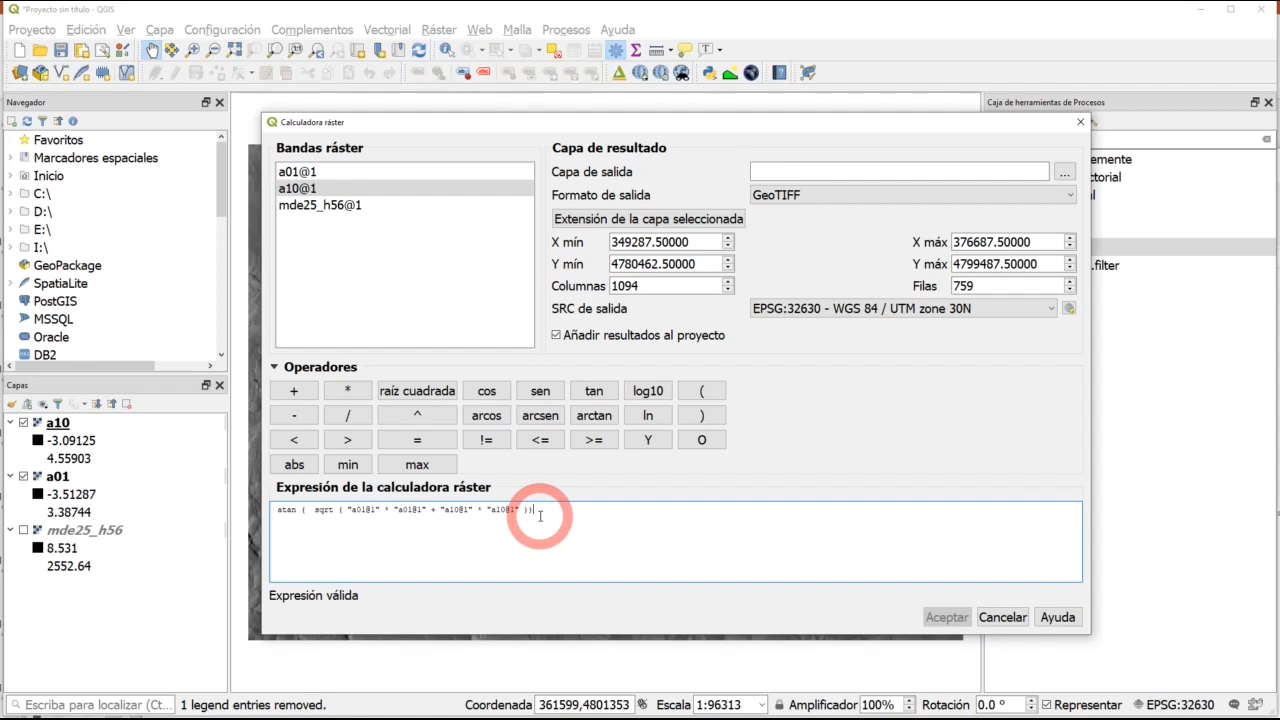 *Proyecto sin título - QGIS
Proyecto Edición Ver Capa Configuración Complementos Vectorial Ráster Web Malla Procesos Ayuda
Navegador
Favoritos
Marcadores espaciales
Inicio
C:\
D:\
E:\
I:\
GeoPackage
SpatiaLite
PostGIS
MSSQL
Oracle
DB2
Capas
a10
-3.09125
4.55903
a01
-3.51287
3.38744
mde25_h56
8.531
2552.64
Calculadora ráster
Bandas ráster
a01@1
a10@1
mde25_h56@1
Capa de resultado
Capa de salida
...
Formato de salida GeoTIFF
Extensión de la capa seleccionada
X mín 349287.50000 X máx 376687.50000
Y mín 4780462.50000 Y máx 4799487.50000
Columnas 1094 Filas 759
SRC de salida EPSG:32630 - WGS 84 / UTM zone 30N
Añadir resultados al proyecto
Operadores
+ * raíz cuadrada cos sen tan log10 (
- / ^ arcos arcsen arctan ln )
< > = != <= >= Y O
abs min max
Expresión de la calculadora ráster
atan ( sqrt ( "a01@1" * "a01@1" + "a10@1" * "a10@1" ))
Expresión válida
Aceptar Cancelar Ayuda
Caja de herramientas de Procesos
emente
torial
l
.filter
Escriba para localizar (Ct... 1 legend entries removed. Coordenada 361599,4801353 Escala 1:96313 Amplificador 100% Rotación 0.0 ° Representar EPSG:32630